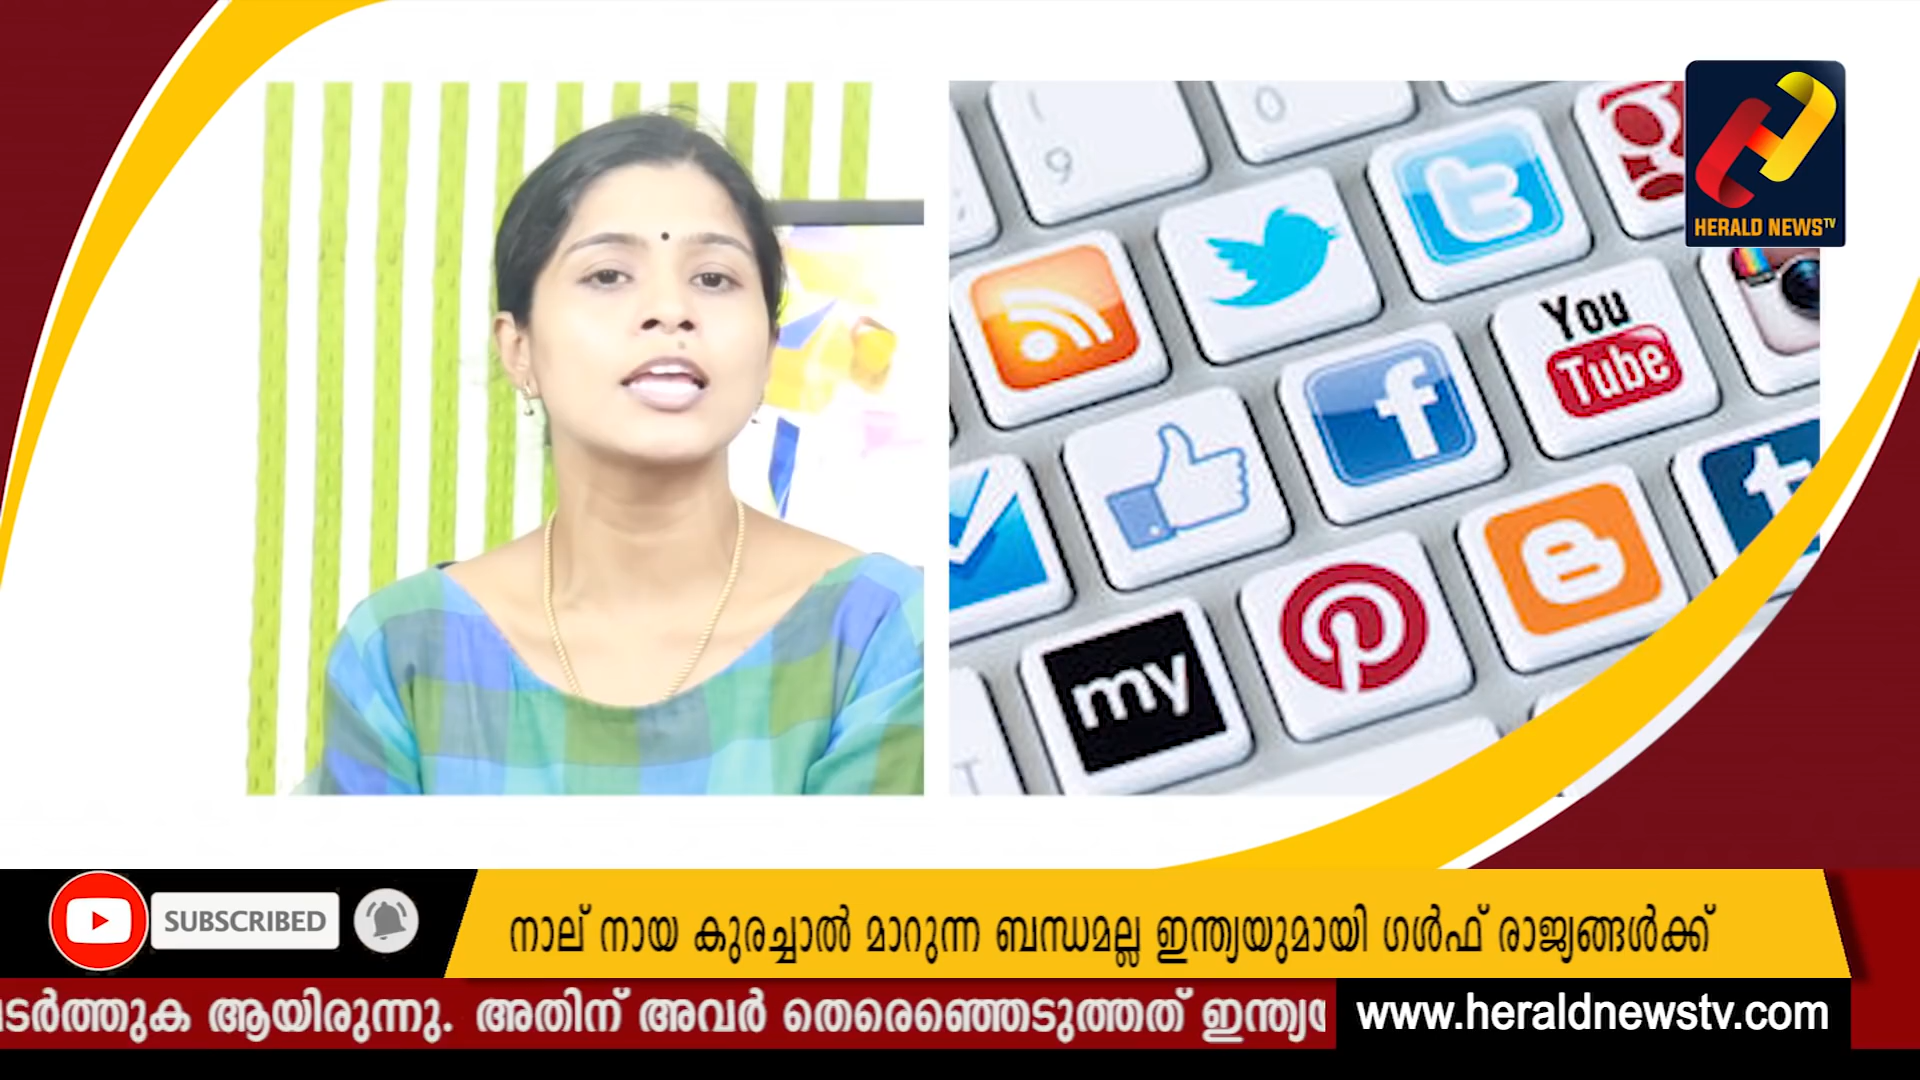 9
0
You
Tube
f
my
T
HERALD NEWS TV
SUBSCRIBED
നാല് നായ കുരച്ചാൽ മാറുന്ന ബന്ധമല്ല ഇന്ത്യയുമായി ഗൾഫ് രാജ്യങ്ങൾക്ക്
ആയിരുന്നു. അതിന് അവർ തെരെഞ്ഞെടുത്തത്
www.heraldnewstv.com